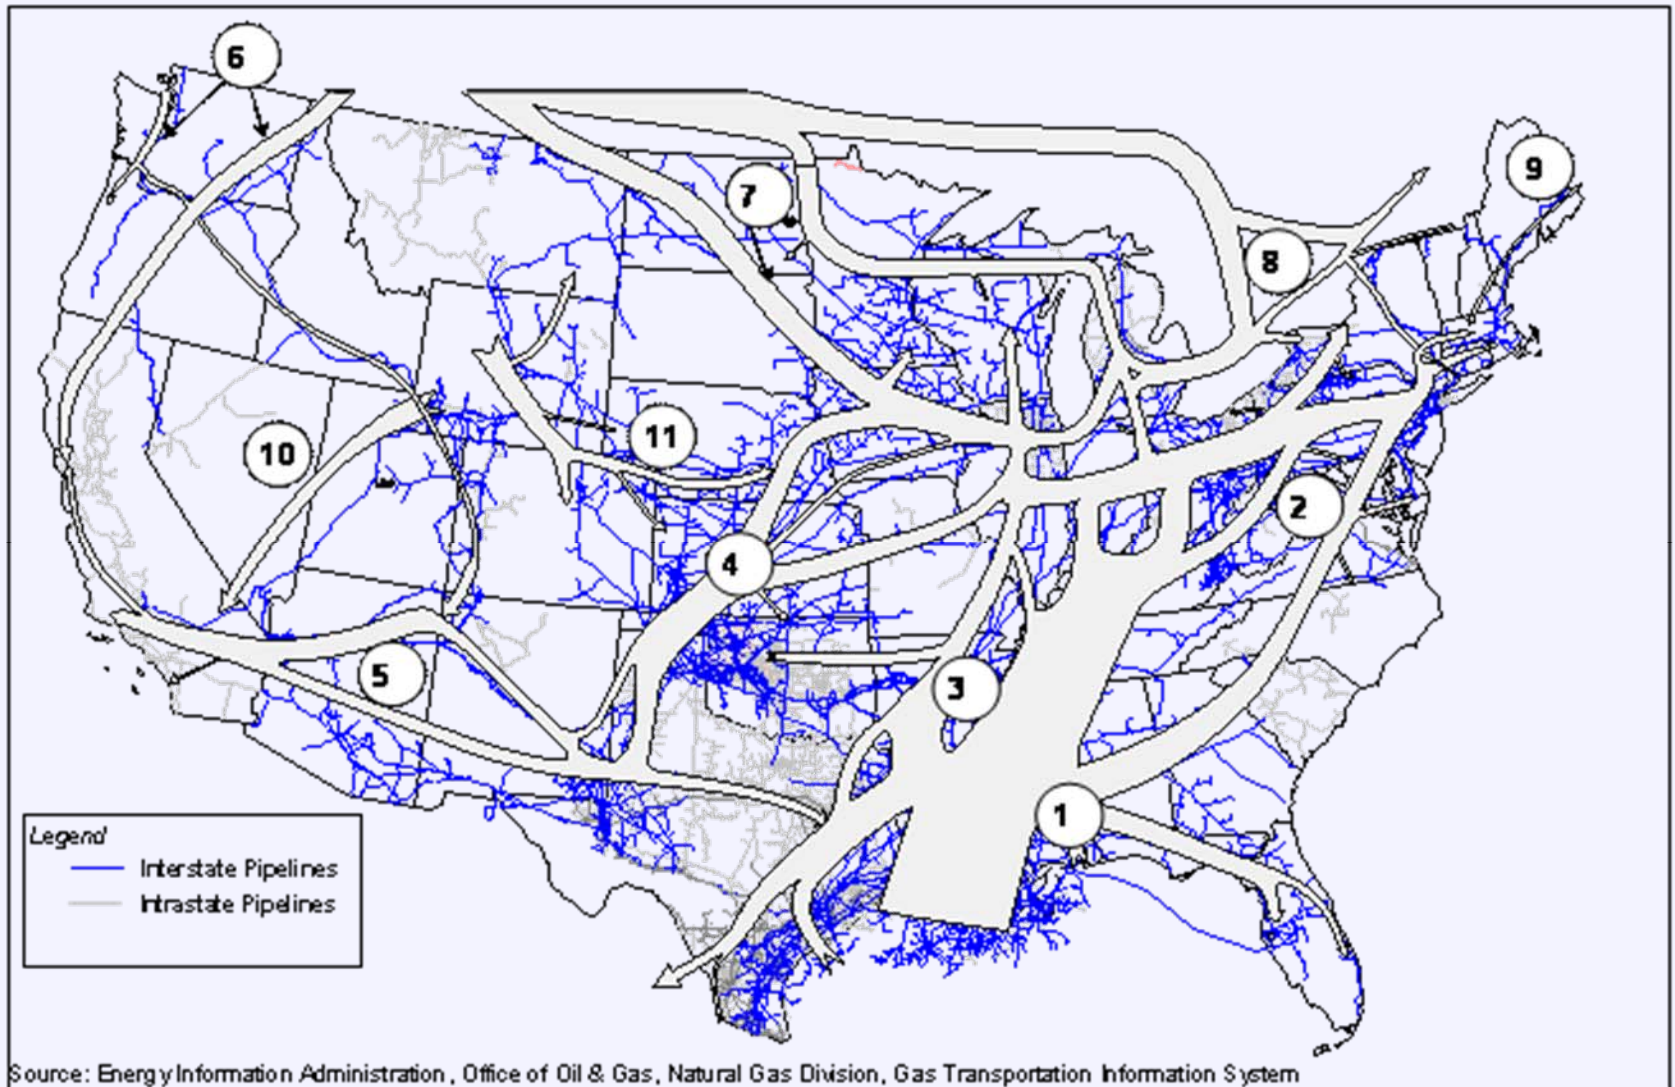 6
9
7
8
11
10
2
4
5
3
1
Legend
Interstate Pipelines
Intrastate Pipelines
Source: Energy Information Administration, Office of Oil & Gas, Natural Gas Division, Gas Transportation Information System